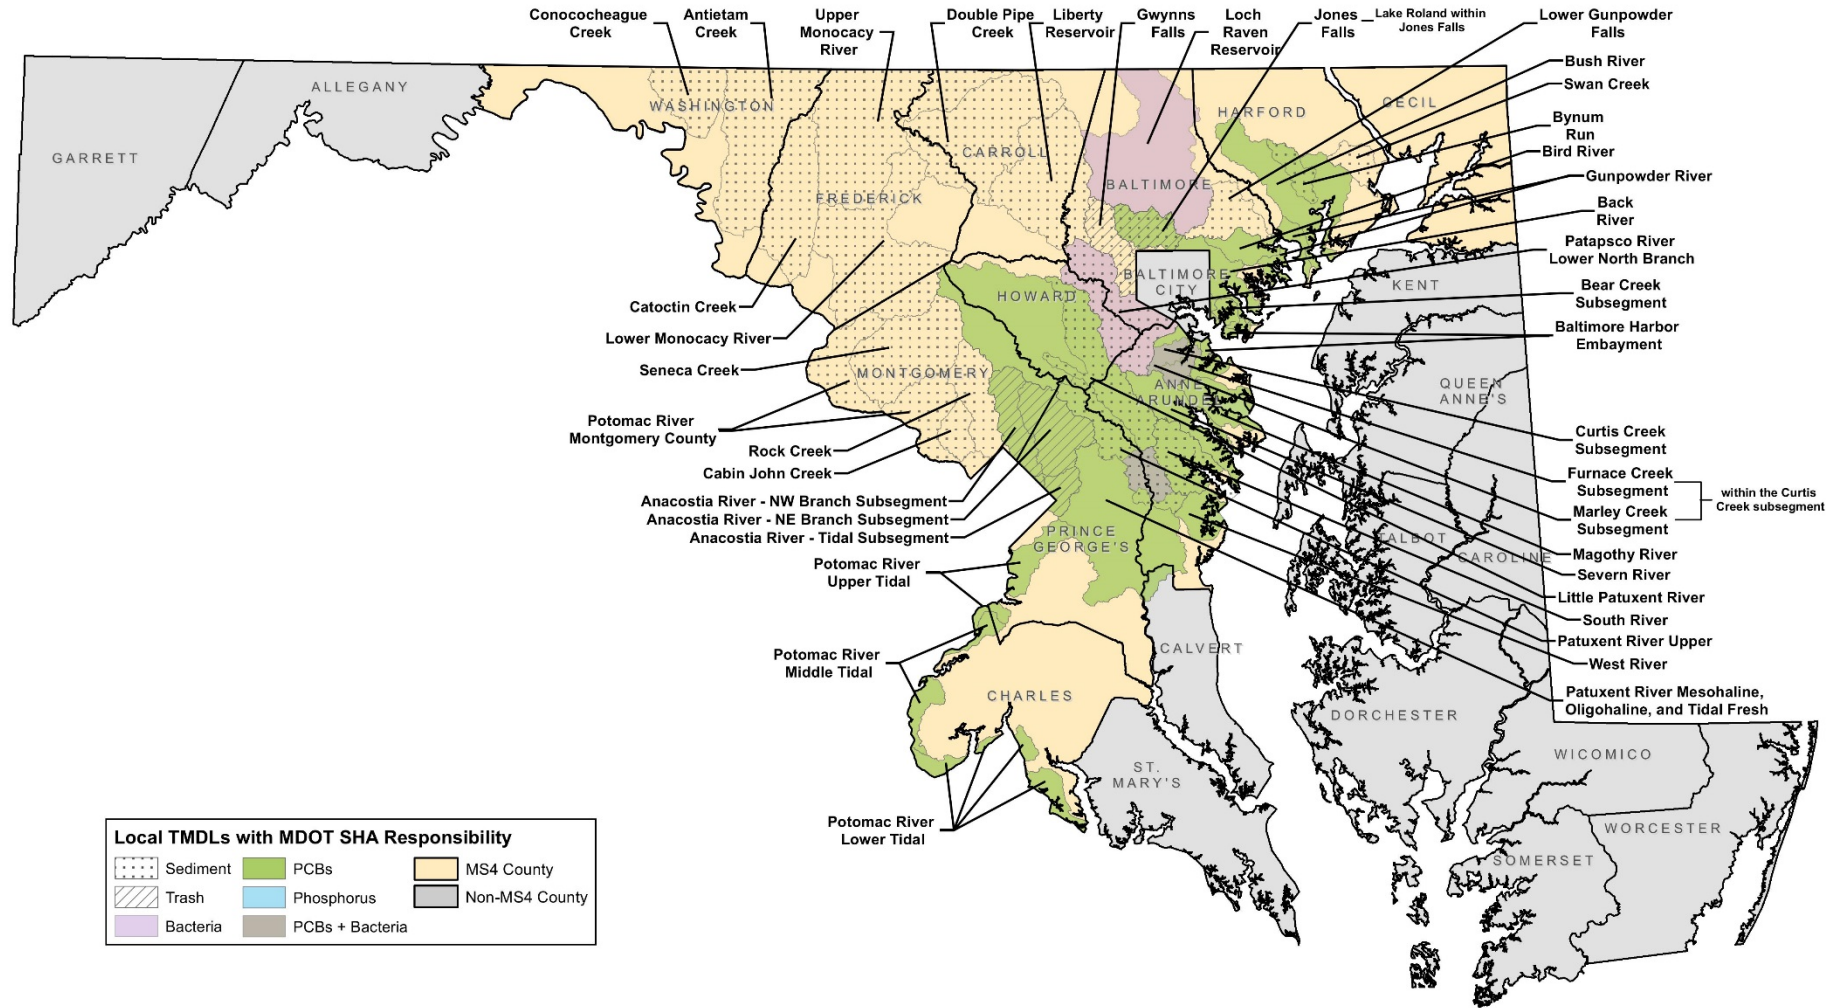 Conococheague
Creek
Antietam
Creek
Upper
Monocacy
River
Double Pipe
Creek
Liberty
Reservoir
Gwynns
Falls
Loch
Raven
Reservoir
Jones
Falls
Lake Roland within
Jones Falls
Lower Gunpowder
Falls
Bush River
Swan Creek
Bynum
Run
Bird River
Gunpowder River
Back
River
Patapsco River
Lower North Branch
Bear Creek
Subsegment
Baltimore Harbor
Embayment
GARRETT
ALLEGANY
WASHINGTON
FREDERICK
CARROLL
BALTIMORE
HARFORD
CECIL
BALTIMORE
CITY
HOWARD
MONTGOMERY
ANNE
ARUNDEL
KENT
QUEEN
ANNE'S
Catoctin Creek
Lower Monocacy River
Seneca Creek
Potomac River
Montgomery County
Rock Creek
Cabin John Creek
Anacostia River - NW Branch Subsegment
Anacostia River - NE Branch Subsegment
Anacostia River - Tidal Subsegment
Curtis Creek
Subsegment
Furnace Creek
Subsegment
Marley Creek
Subsegment
within the Curtis
Creek subsegment
Magothy River
Severn River
Little Patuxent River
South River
Patuxent River Upper
West River
Patuxent River Mesohaline,
Oligohaline, and Tidal Fresh
PRINCE
GEORGE'S
TALBOT
CAROLINE
Potomac River
Upper Tidal
Potomac River
Middle Tidal
Potomac River
Lower Tidal
CALVERT
CHARLES
ST.
MARY'S
DORCHESTER
WICOMICO
WORCESTER
SOMERSET
Local TMDLs with MDOT SHA Responsibility
Sediment
Trash
Bacteria
PCBs
Phosphorus
PCBs + Bacteria
MS4 County
Non-MS4 County